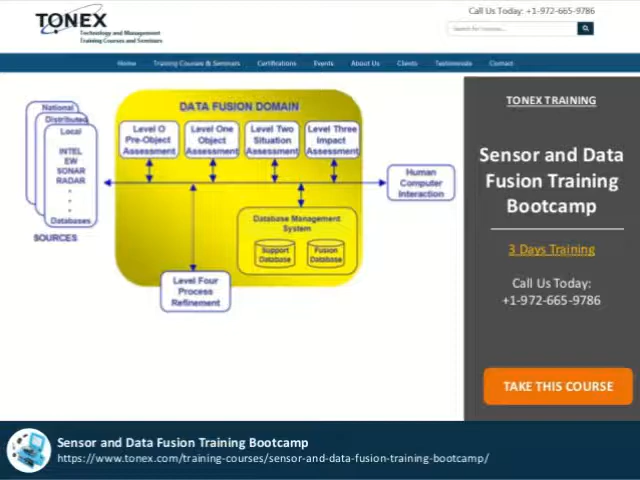 TONEX
Technology and Management
Training Courses and Seminars
Call Us Today: +1-972-665-9786
Search for courses...
Home Training Courses & Seminars Certifications Events About Us Clients Testimonials Contact
DATA FUSION DOMAIN
National
Distributed
Local
INTEL
EW
SONAR
RADAR
Databases
SOURCES
Level O
Pre-Object
Assessment
Level One
Object
Assessment
Level Two
Situation
Assessment
Level Three
Impact
Assessment
Human
Computer
Interaction
Database Management
System
Support
Database
Fusion
Database
Level Four
Process
Refinement
TONEX TRAINING
Sensor and Data
Fusion Training
Bootcamp
3 Days Training
Call Us Today:
+1-972-665-9786
TAKE THIS COURSE
Sensor and Data Fusion Training Bootcamp
https://www.tonex.com/training-courses/sensor-and-data-fusion-training-bootcamp/